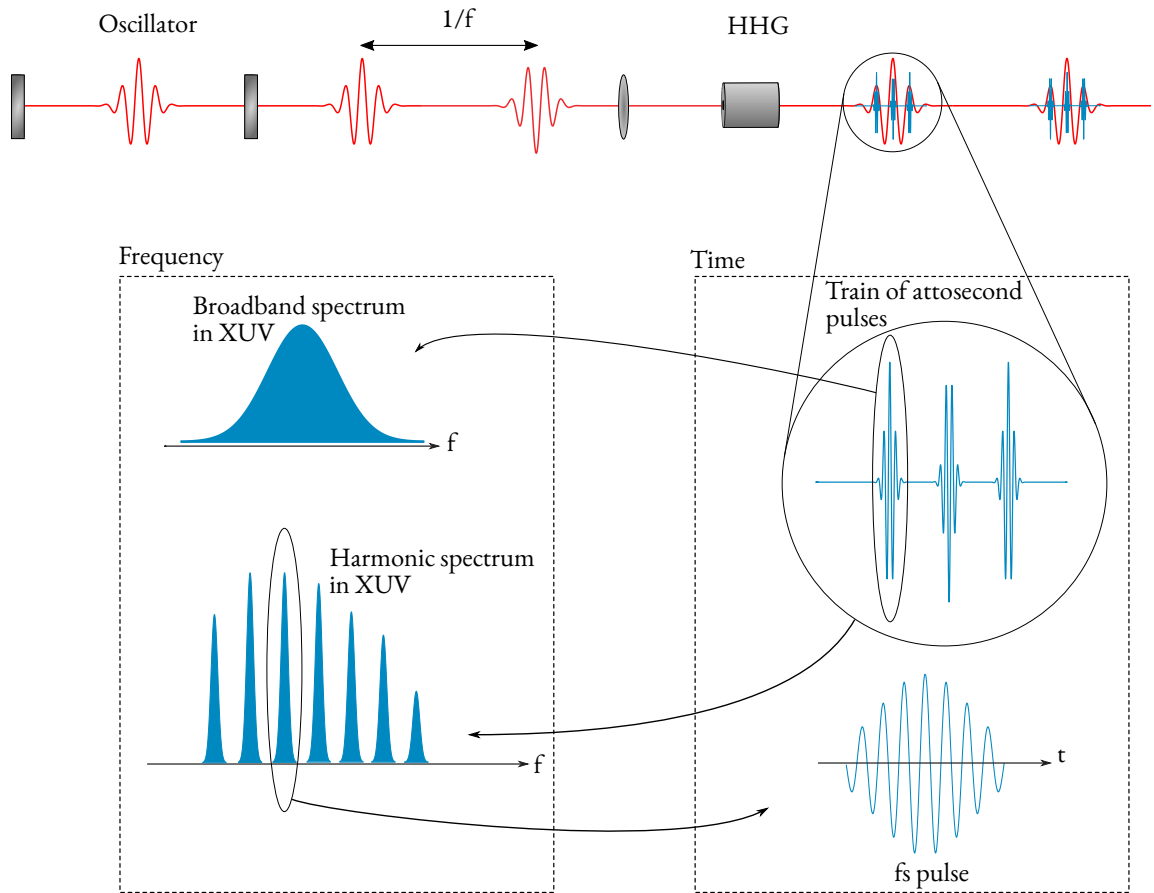 Oscillator
1/f
HHG
Frequency
Time
Broadband spectrum
in XUV
f
Train of attosecond
pulses
Harmonic spectrum
in XUV
f
t
fs pulse